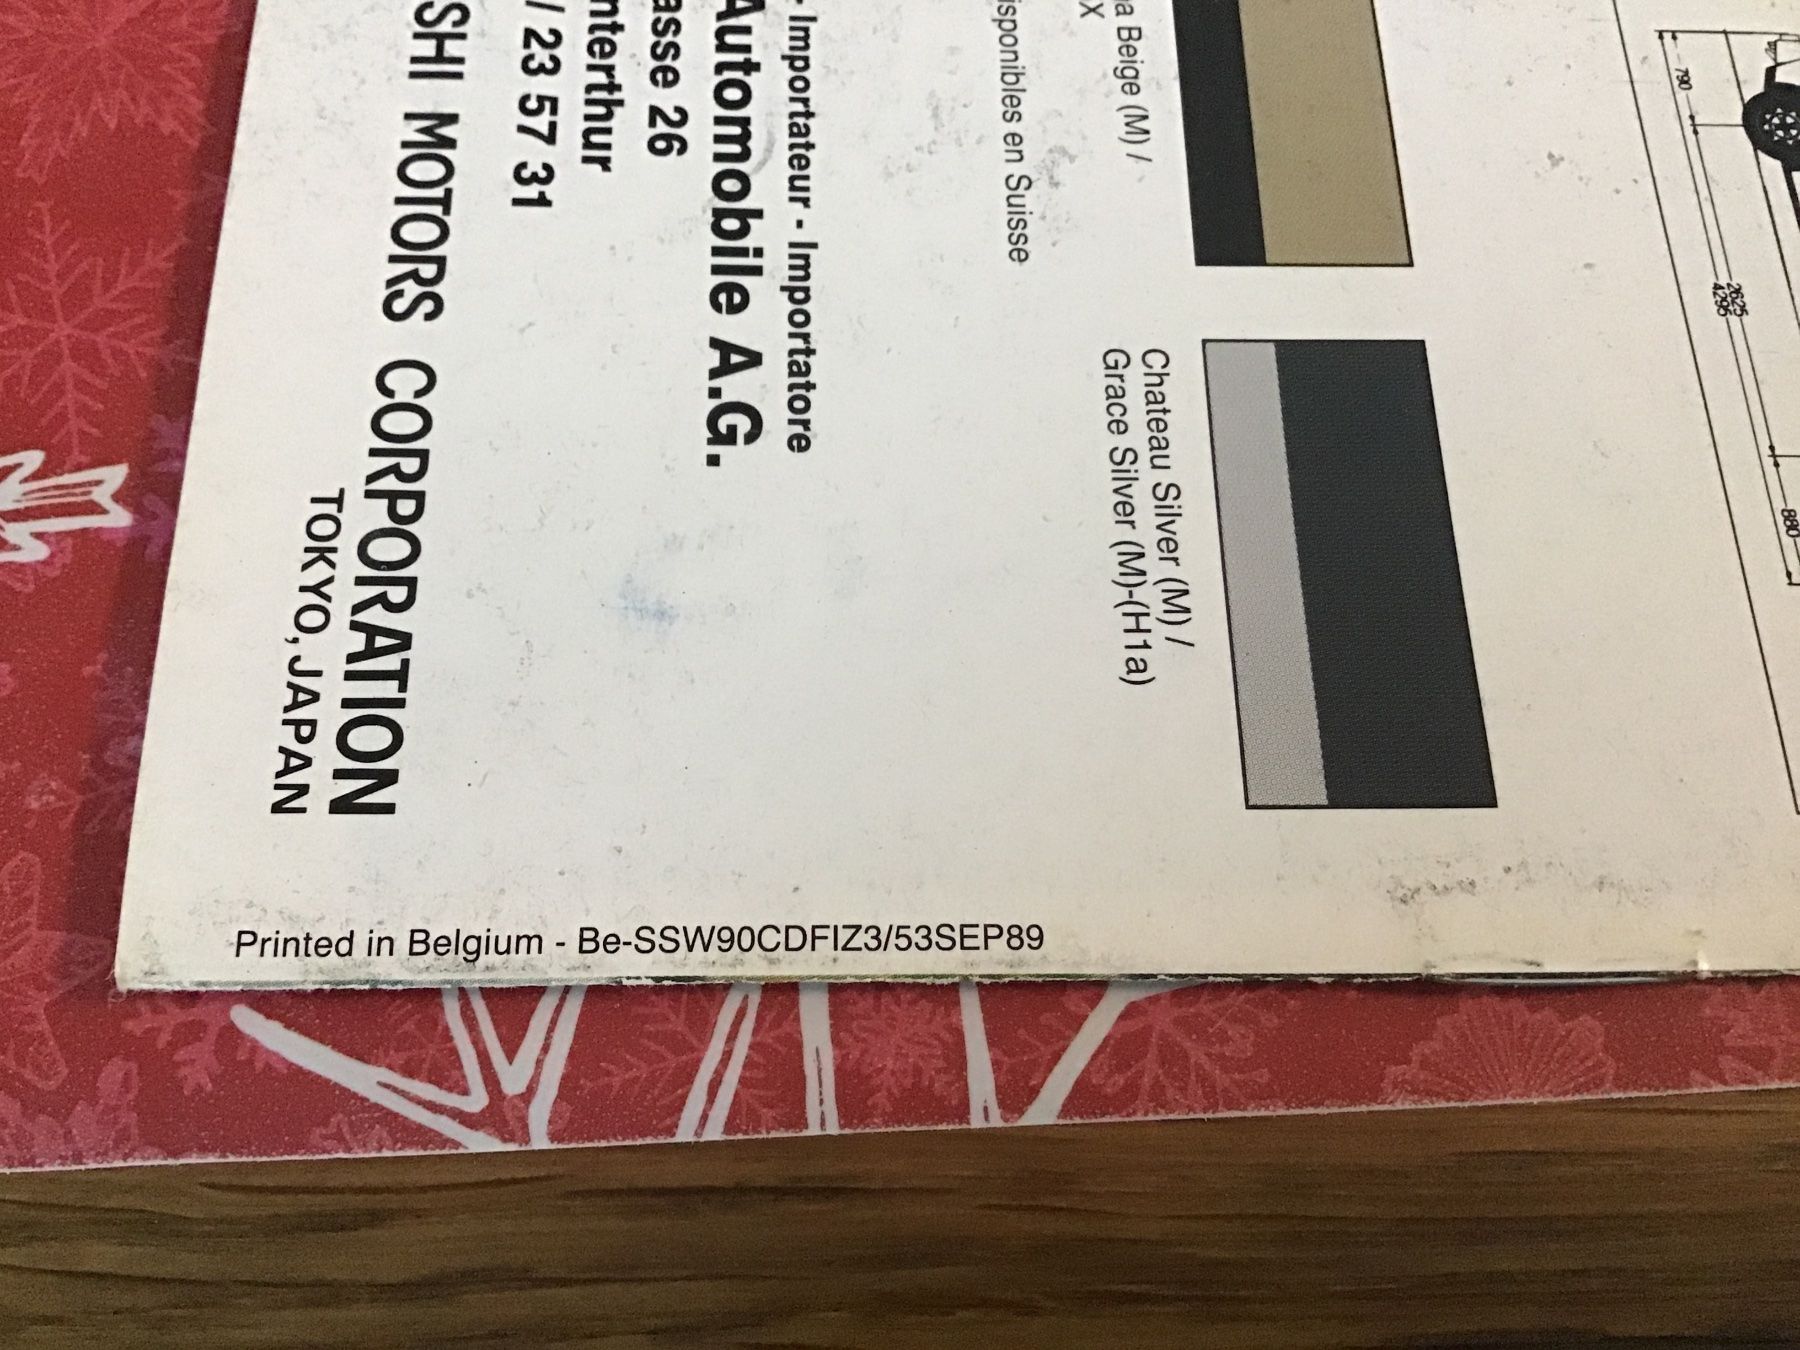 790
2625
4295
880
a Beige (M) /
X
Chateau Silver (M) /
Grace Silver (M)-(H1a)
isponibles en Suisse
- Importateur - Importatore
Automobile A.G.
asse 26
nterthur
/ 23 57 31
SHI MOTORS CORPORATION
TOKYO, JAPAN
Printed in Belgium - Be-SSW90CDFIZ3/53SEP89